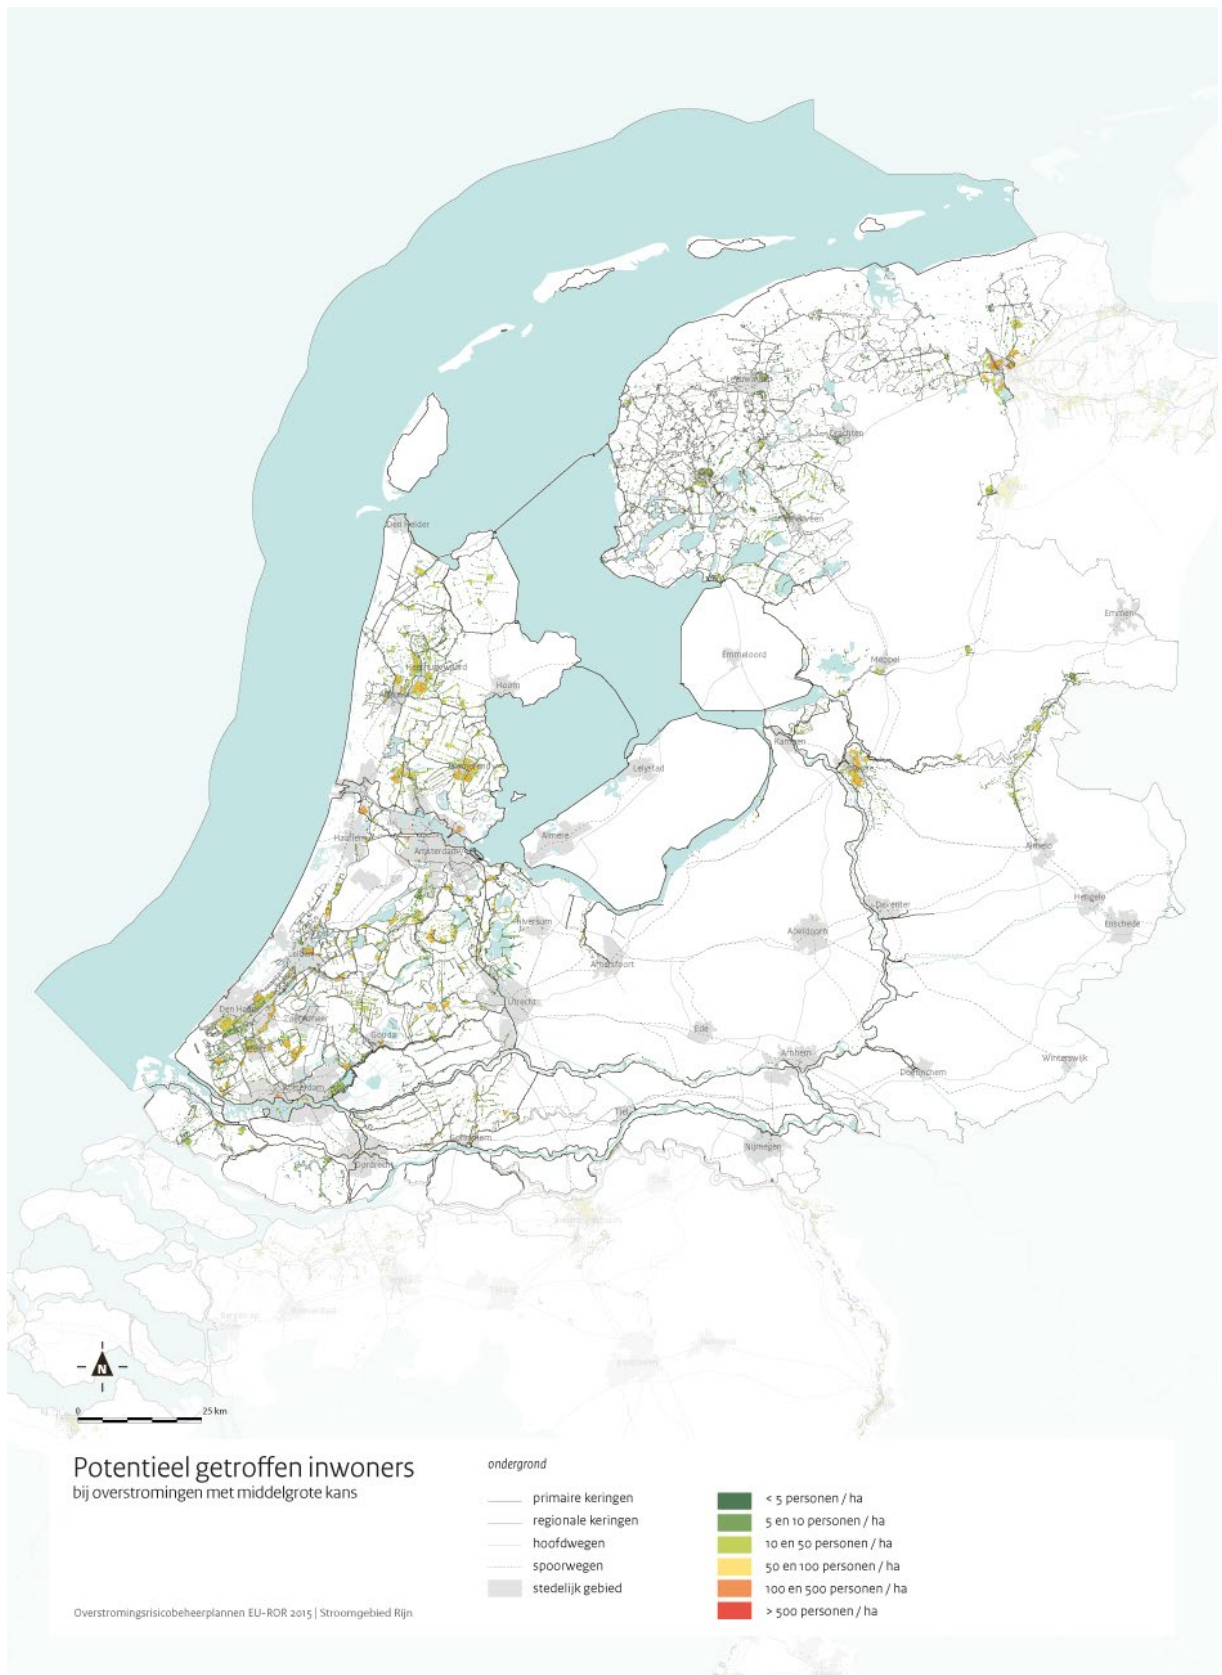 Drachten
Den Helder
Emmen
Emmeloord
Meppel
Heerhugowaard
Hoorn
Kampen
Lelystad
Almere
Haarlem
Amsterdam
Almelo
Hengelo
Enschede
Deventer
Apeldoorn
Hilversum
Amersfoort
Utrecht
Den Haag
Zoetermeer
Gouda
Ede
Arnhem
Doetinchem
Winterswijk
Rotterdam
Tiel
Gorinchem
Nijmegen
Dordrecht
N
0 25 km
Potentieel getroffen inwoners
bij overstromingen met middelgrote kans
Overstromingsrisicobeheerplannen EU-ROR 2015 | Stroomgebied Rijn
ondergrond
primaire keringen
regionale keringen
hoofdwegen
spoorwegen
stedelijk gebied
< 5 personen / ha
5 en 10 personen / ha
10 en 50 personen / ha
50 en 100 personen / ha
100 en 500 personen / ha
> 500 personen / ha